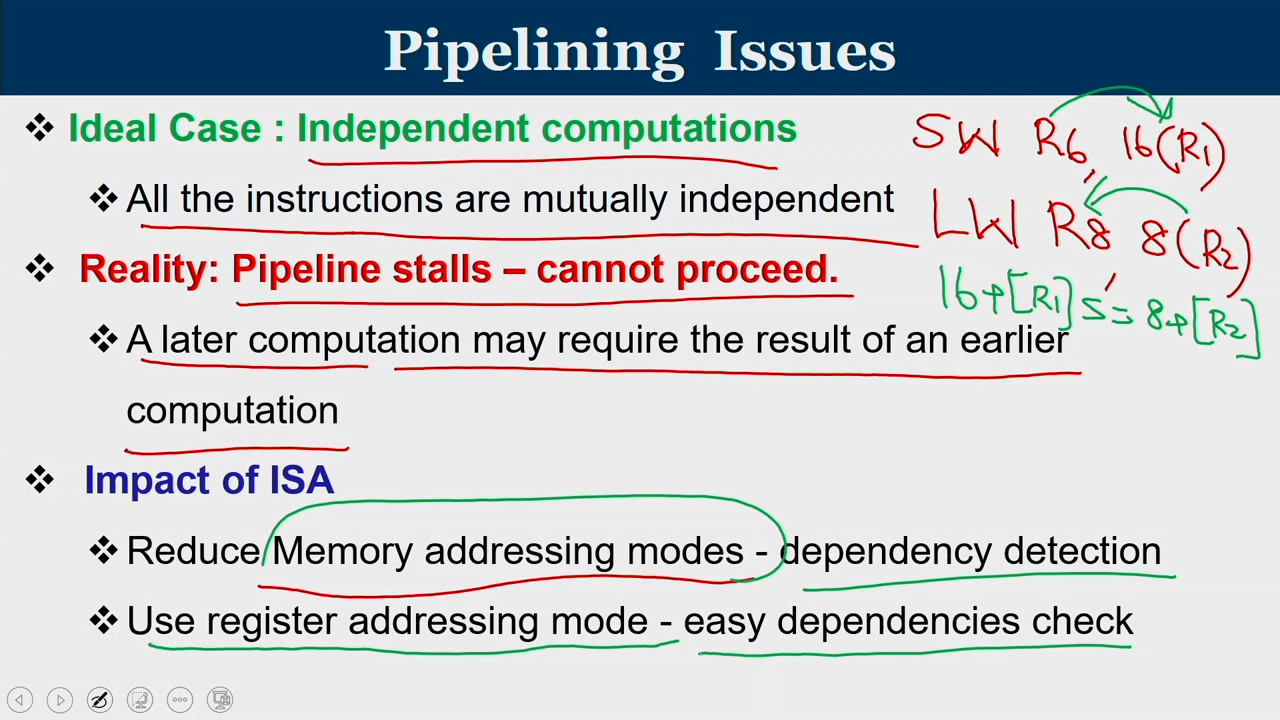 Pipelining Issues
❖ Ideal Case : Independent computations
SW R6, 16(R1)
❖ All the instructions are mutually independent
LW R8, 8(R2)
❖ Reality: Pipeline stalls – cannot proceed.
16+[R1] S= 8+[R2]
❖ A later computation may require the result of an earlier
computation
❖ Impact of ISA
❖ Reduce Memory addressing modes - dependency detection
❖ Use register addressing mode - easy dependencies check